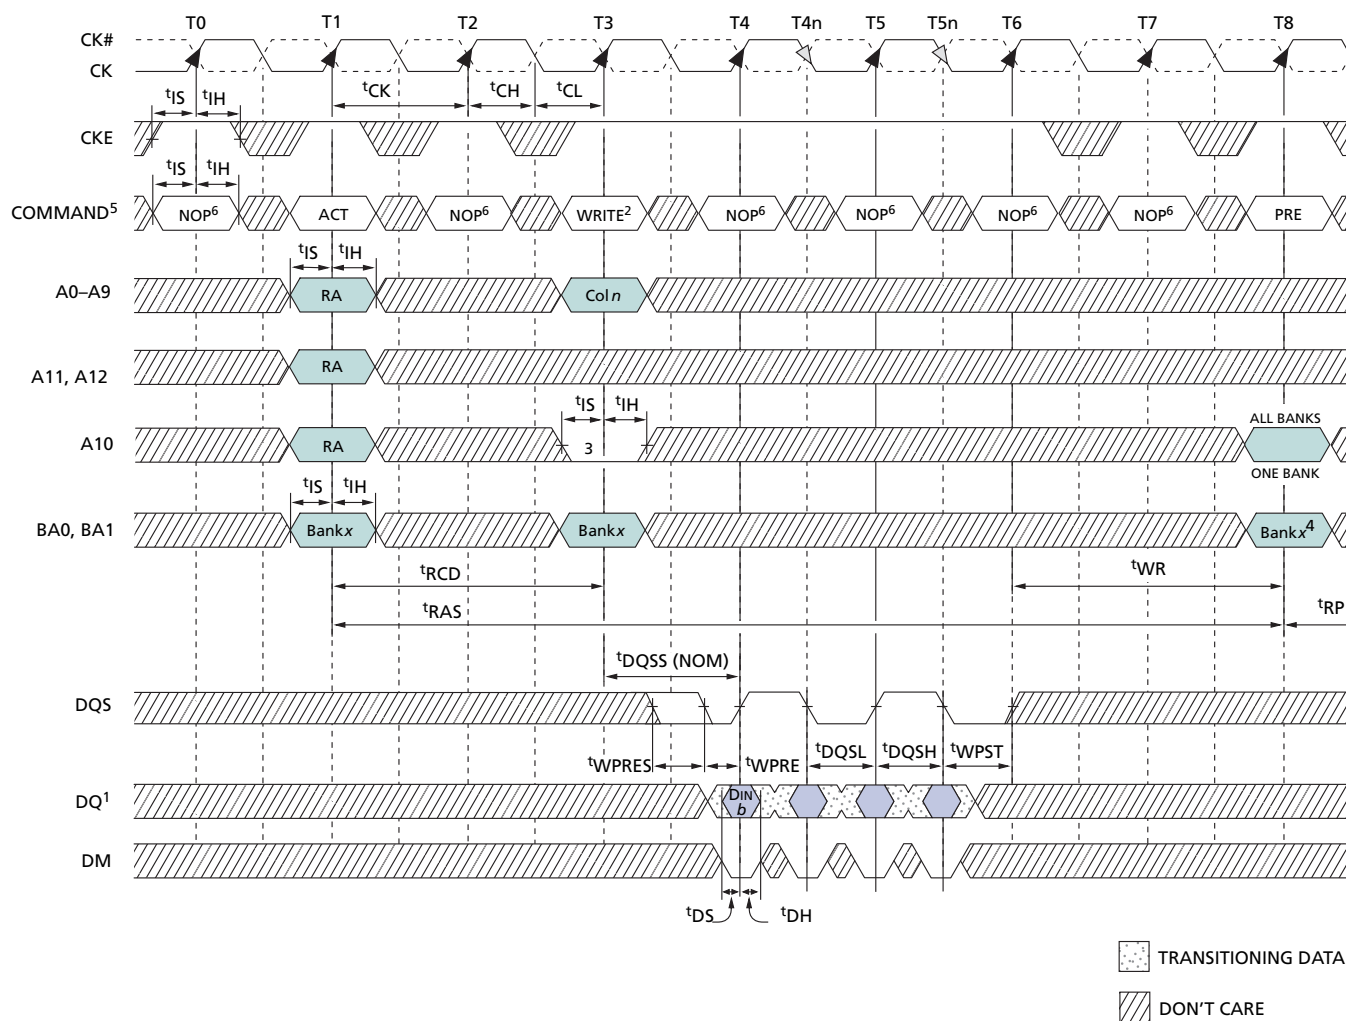 T0 T1 T2 T3 T4 T4n T5 T5n T6 T7 T8
CK#
CK
tIS tIH tCK tCH tCL
CKE
tIS tIH
COMMAND5 NOP6 ACT NOP6 WRITE2 NOP6 NOP6 NOP6 NOP6 PRE
tIS tIH
A0–A9 RA Col n
A11, A12 RA
tIS tIH
ALL BANKS
A10 RA 3
ONE BANK
tIS tIH
BA0, BA1 Bank x Bank x Bank x4
tRCD tWR
tRAS tRP
tDQSS (NOM)
DQS
tWPRES tWPRE tDQSL tDQSH tWPST
DQ1 DIN
b
DM
tDS tDH
TRANSITIONING DATA
DON'T CARE